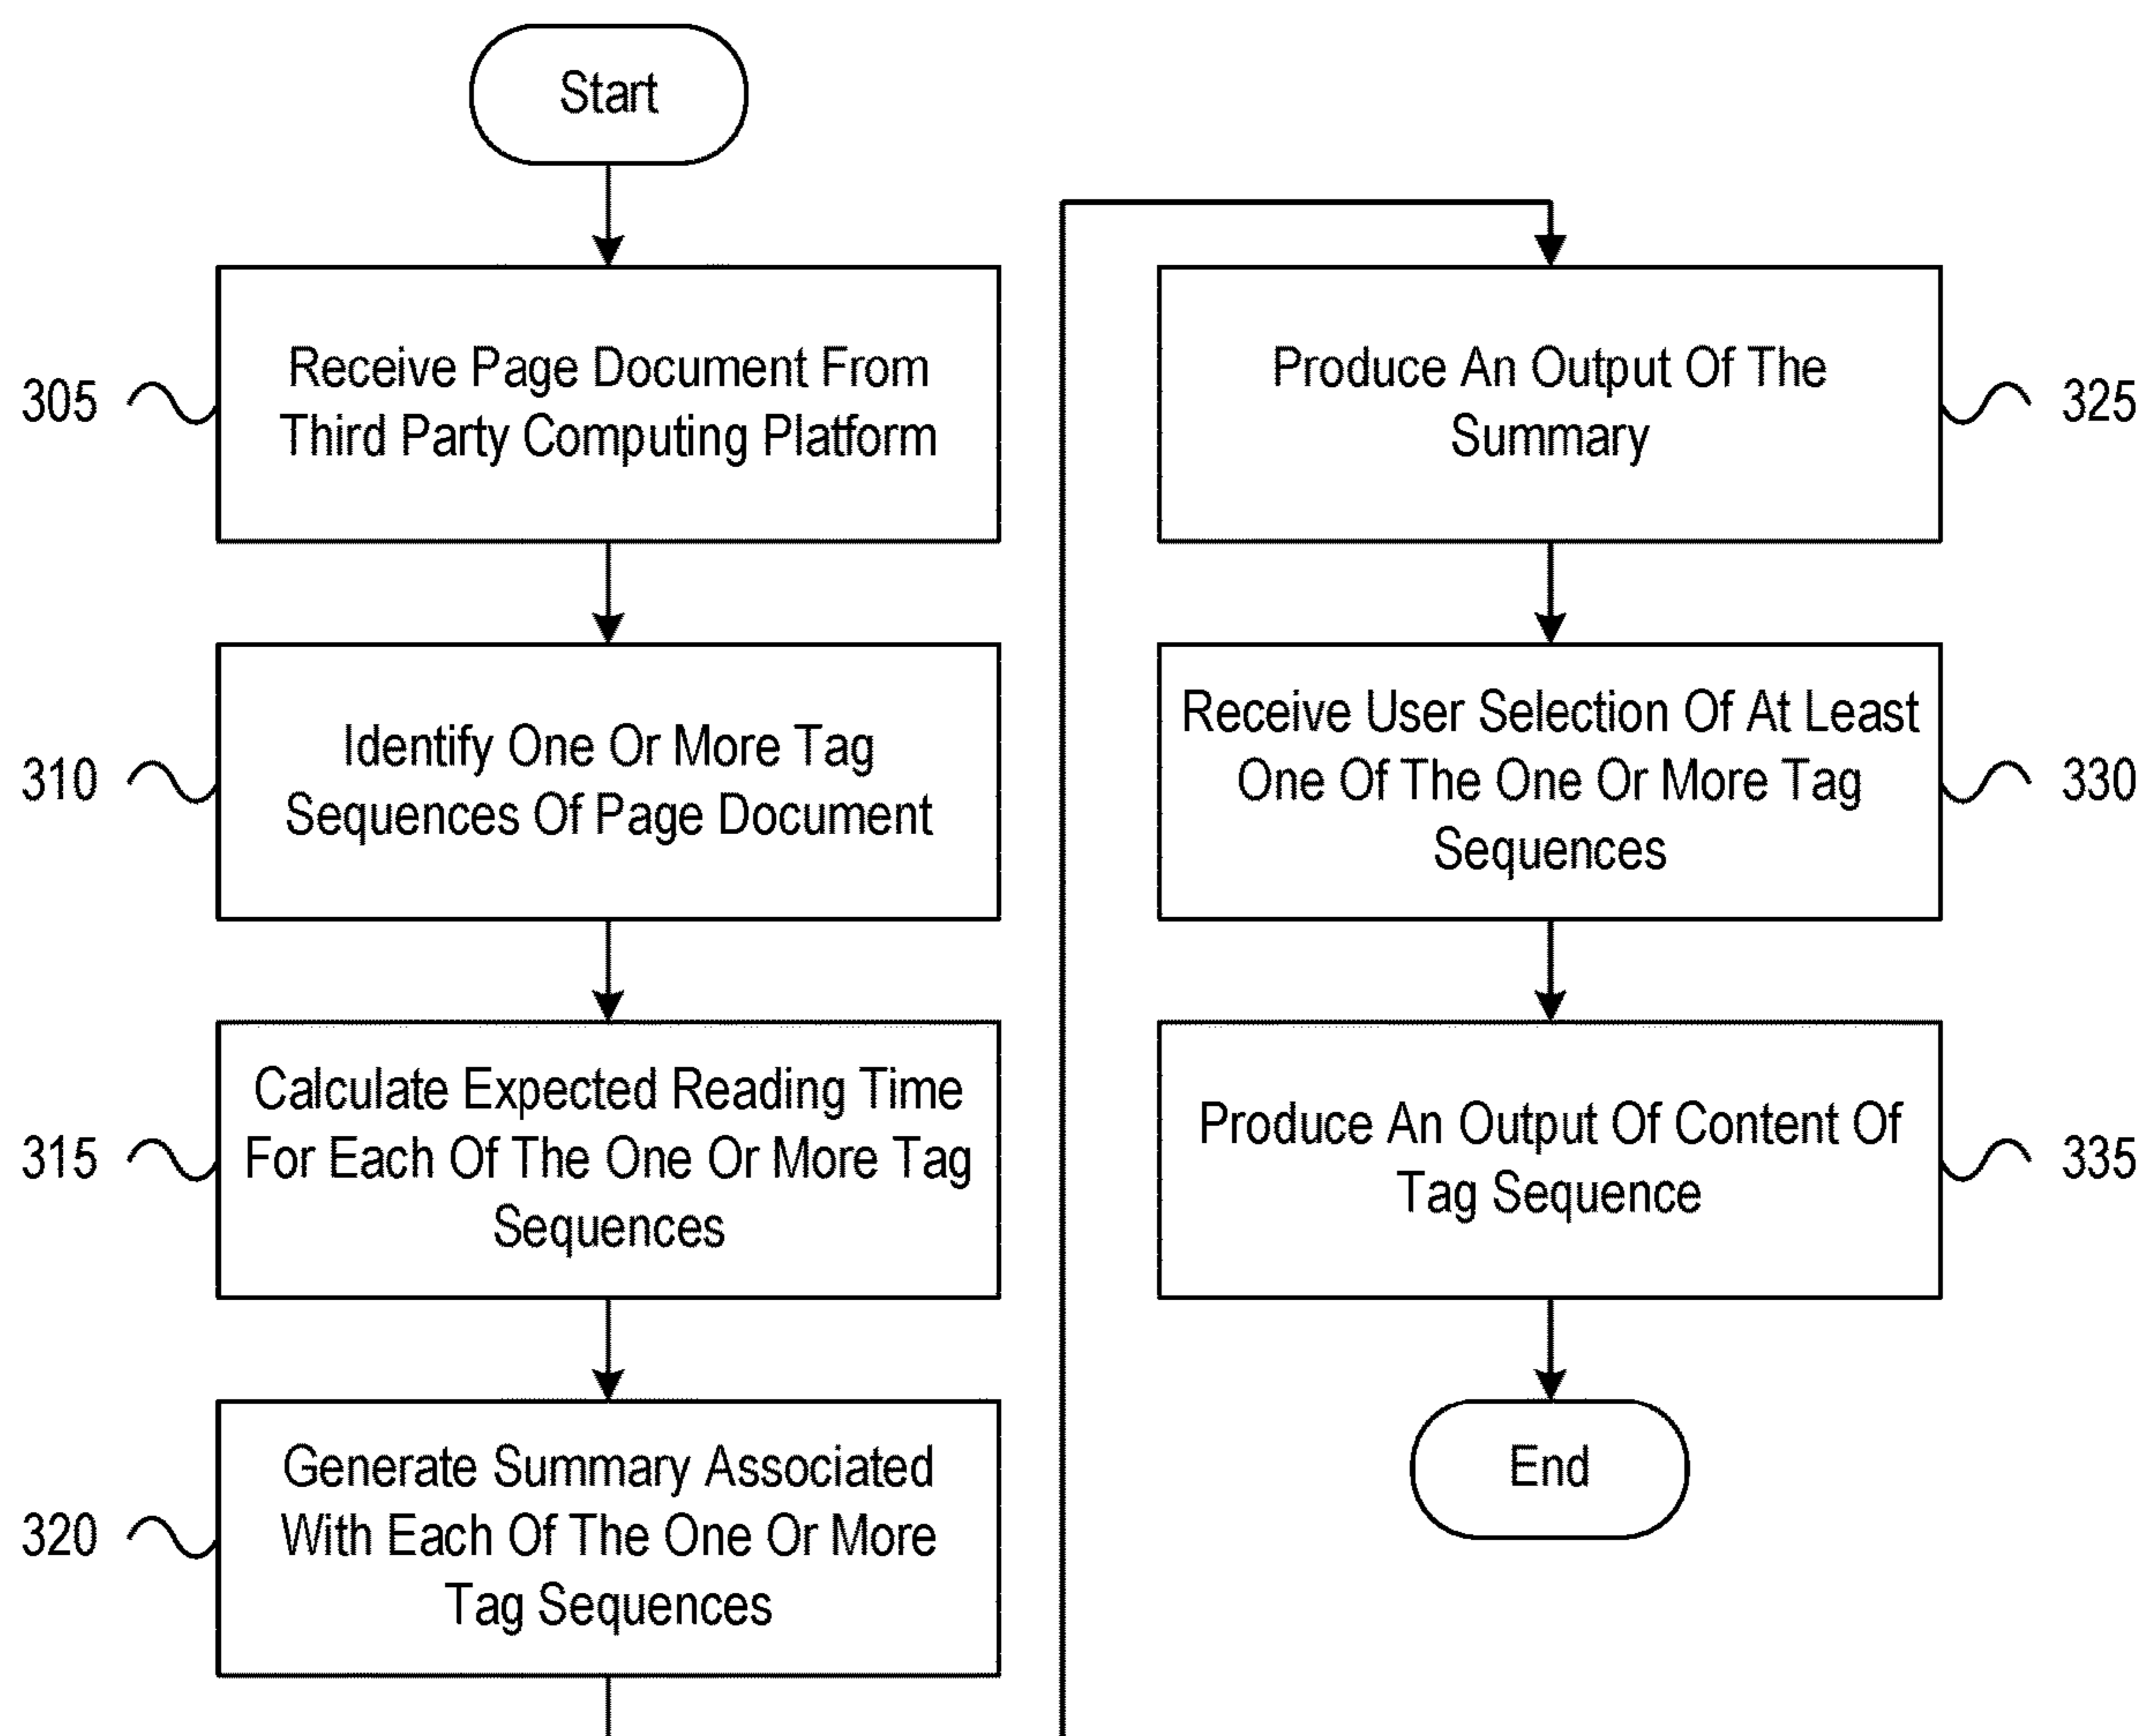 Start
305
Receive Page Document From
Third Party Computing Platform
310
Identify One Or More Tag
Sequences Of Page Document
315
Calculate Expected Reading Time
For Each Of The One Or More Tag
Sequences
320
Generate Summary Associated
With Each Of The One Or More
Tag Sequences
Produce An Output Of The
Summary
325
Receive User Selection Of At Least
One Of The One Or More Tag
Sequences
330
Produce An Output Of Content Of
Tag Sequence
335
End